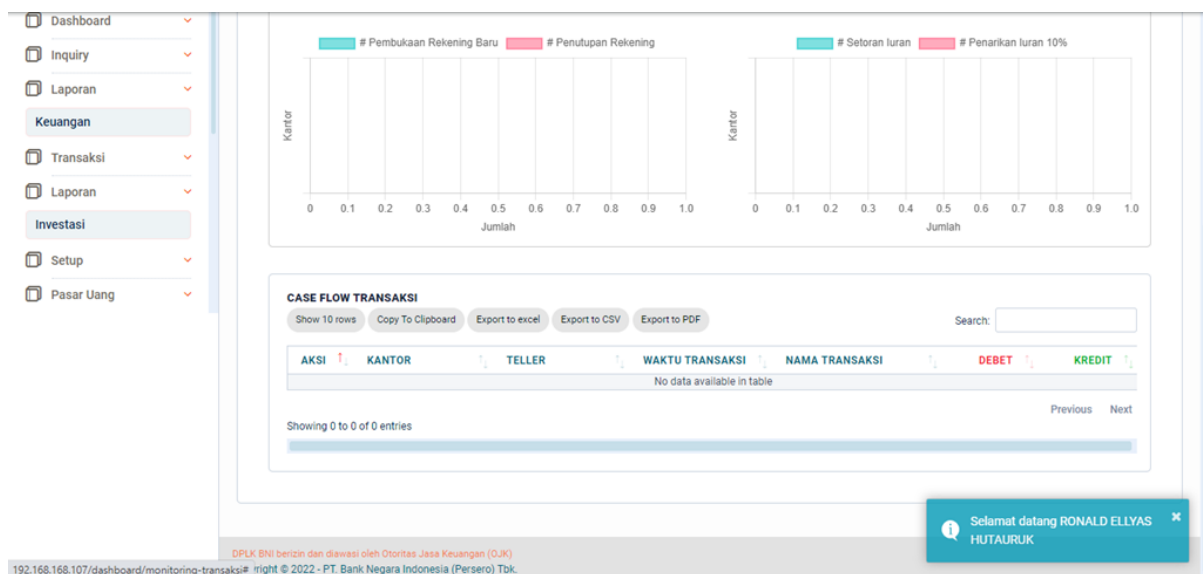 Dashboard
Inquiry
Laporan
Keuangan
Transaksi
Laporan
Investasi
Setup
Pasar Uang
# Pembukaan Rekening Baru # Penutupan Rekening
Kantor
0 0.1 0.2 0.3 0.4 0.5 0.6 0.7 0.8 0.9 1.0
Jumlah
# Setoran Iuran # Penarikan Iuran 10%
Kantor
0 0.1 0.2 0.3 0.4 0.5 0.6 0.7 0.8 0.9 1.0
Jumlah
CASE FLOW TRANSAKSI
Show 10 rows Copy To Clipboard Export to excel Export to CSV Export to PDF Search:
AKSI KANTOR TELLER WAKTU TRANSAKSI NAMA TRANSAKSI DEBET KREDIT
No data available in table
Previous Next
Showing 0 to 0 of 0 entries
Selamat datang RONALD ELLYAS
HUTAURUK
DPLK BNI berizin dan diawasi oleh Otoritas Jasa Keuangan (OJK)
192.168.168.107/dashboard/monitoring-transaksi# right © 2022 - PT. Bank Negara Indonesia (Persero) Tbk.